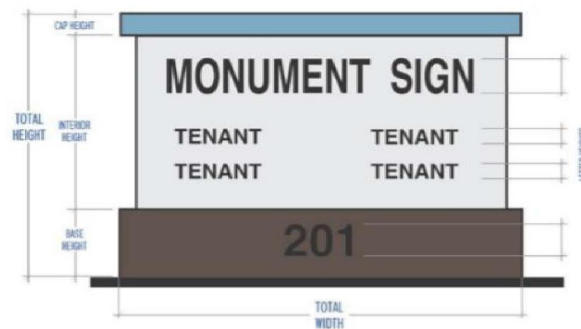 CAP HEIGHT
MONUMENT SIGN
TOTAL
HEIGHT
INTERIOR
HEIGHT
TENANT TENANT
TENANT TENANT
BASE
HEIGHT
201
TOTAL
WIDTH